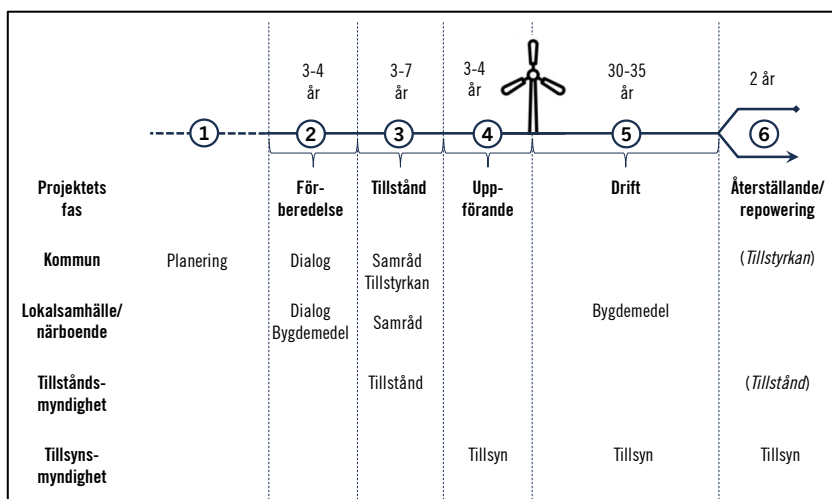 3-4
år
3-7
år
3-4
år
30-35
år
2 år
1
2
3
4
5
6
Projektets
fas
För-
beredelse
Tillstånd
Upp-
förande
Drift
Återställande/
repowering
Kommun
Planering
Dialog
Samråd
Tillstyrkan
(Tillstyrkan)
Lokalsamhälle/
närboende
Dialog
Bygdemedel
Samråd
Bygdemedel
Tillstånds-
myndighet
Tillstånd
(Tillstånd)
Tillsyns-
myndighet
Tillsyn
Tillsyn
Tillsyn